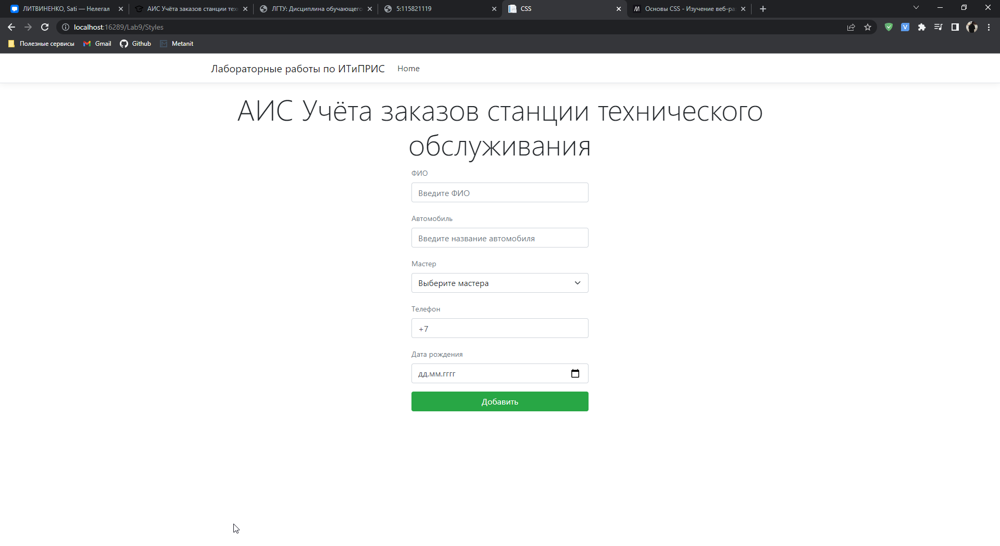 ЛИТВИНЕНКО, Sati — Нелегал
АИС Учёта заказов станции тех
ЛГТУ: Дисциплина обучающего
5:115821119
CSS
Основы CSS - Изучение веб-ра
localhost:16289/Lab9/Styles
Полезные сервисы
Gmail
Github
Metanit
Лабораторные работы по ИТиПРИС
Home
АИС Учёта заказов станции технического
обслуживания
ФИО
Введите ФИО
Автомобиль
Введите название автомобиля
Мастер
Выберите мастера
Телефон
+7
Дата рождения
дд.мм.гггг
Добавить